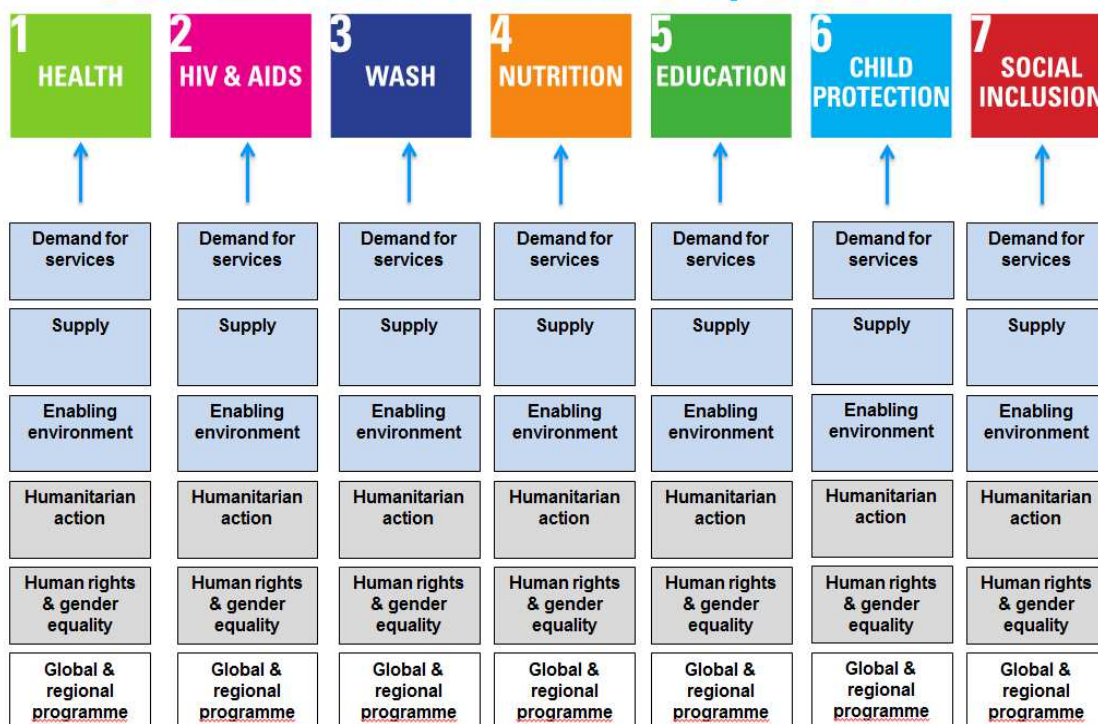 1
HEALTH
2
HIV & AIDS
3
WASH
4
NUTRITION
5
EDUCATION
6
CHILD
PROTECTION
7
SOCIAL
INCLUSION
Demand for
services
Demand for
services
Demand for
services
Demand for
services
Demand for
services
Demand for
services
Demand for
services
Supply
Supply
Supply
Supply
Supply
Supply
Supply
Enabling
environment
Enabling
environment
Enabling
environment
Enabling
environment
Enabling
environment
Enabling
environment
Enabling
environment
Humanitarian
action
Humanitarian
action
Humanitarian
action
Humanitarian
action
Humanitarian
action
Humanitarian
action
Humanitarian
action
Human rights
& gender
equality
Human rights
& gender
equality
Human rights
& gender
equality
Human rights
& gender
equality
Human rights
& gender
equality
Human rights
& gender
equality
Human rights
& gender
equality
Global &
regional
programme
Global &
regional
programme
Global &
regional
programme
Global &
regional
programme
Global &
regional
programme
Global &
regional
programme
Global &
regional
programme